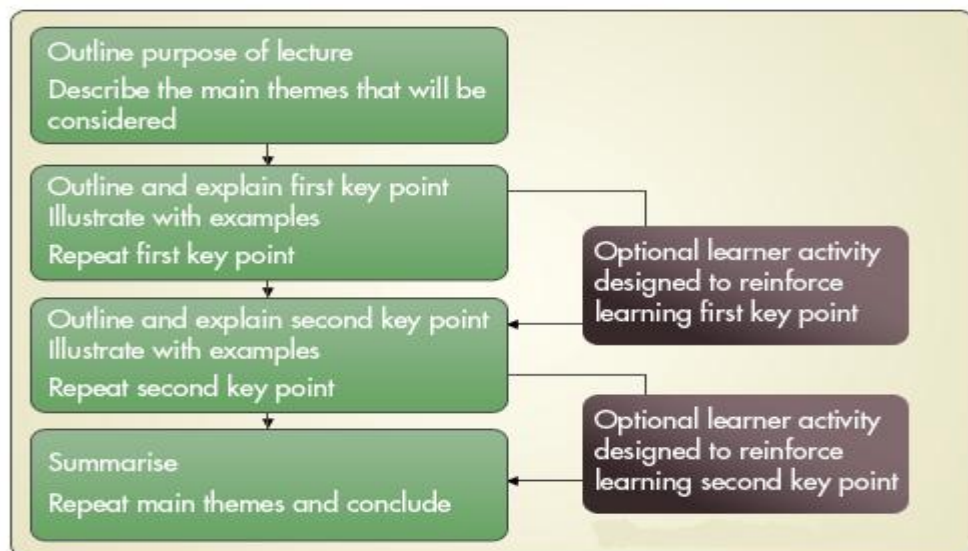 Outline purpose of lecture
Describe the main themes that will be
considered
Outline and explain first key point
Illustrate with examples
Repeat first key point
Optional learner activity
designed to reinforce
learning first key point
Outline and explain second key point
Illustrate with examples
Repeat second key point
Optional learner activity
designed to reinforce
learning second key point
Summarise
Repeat main themes and conclude